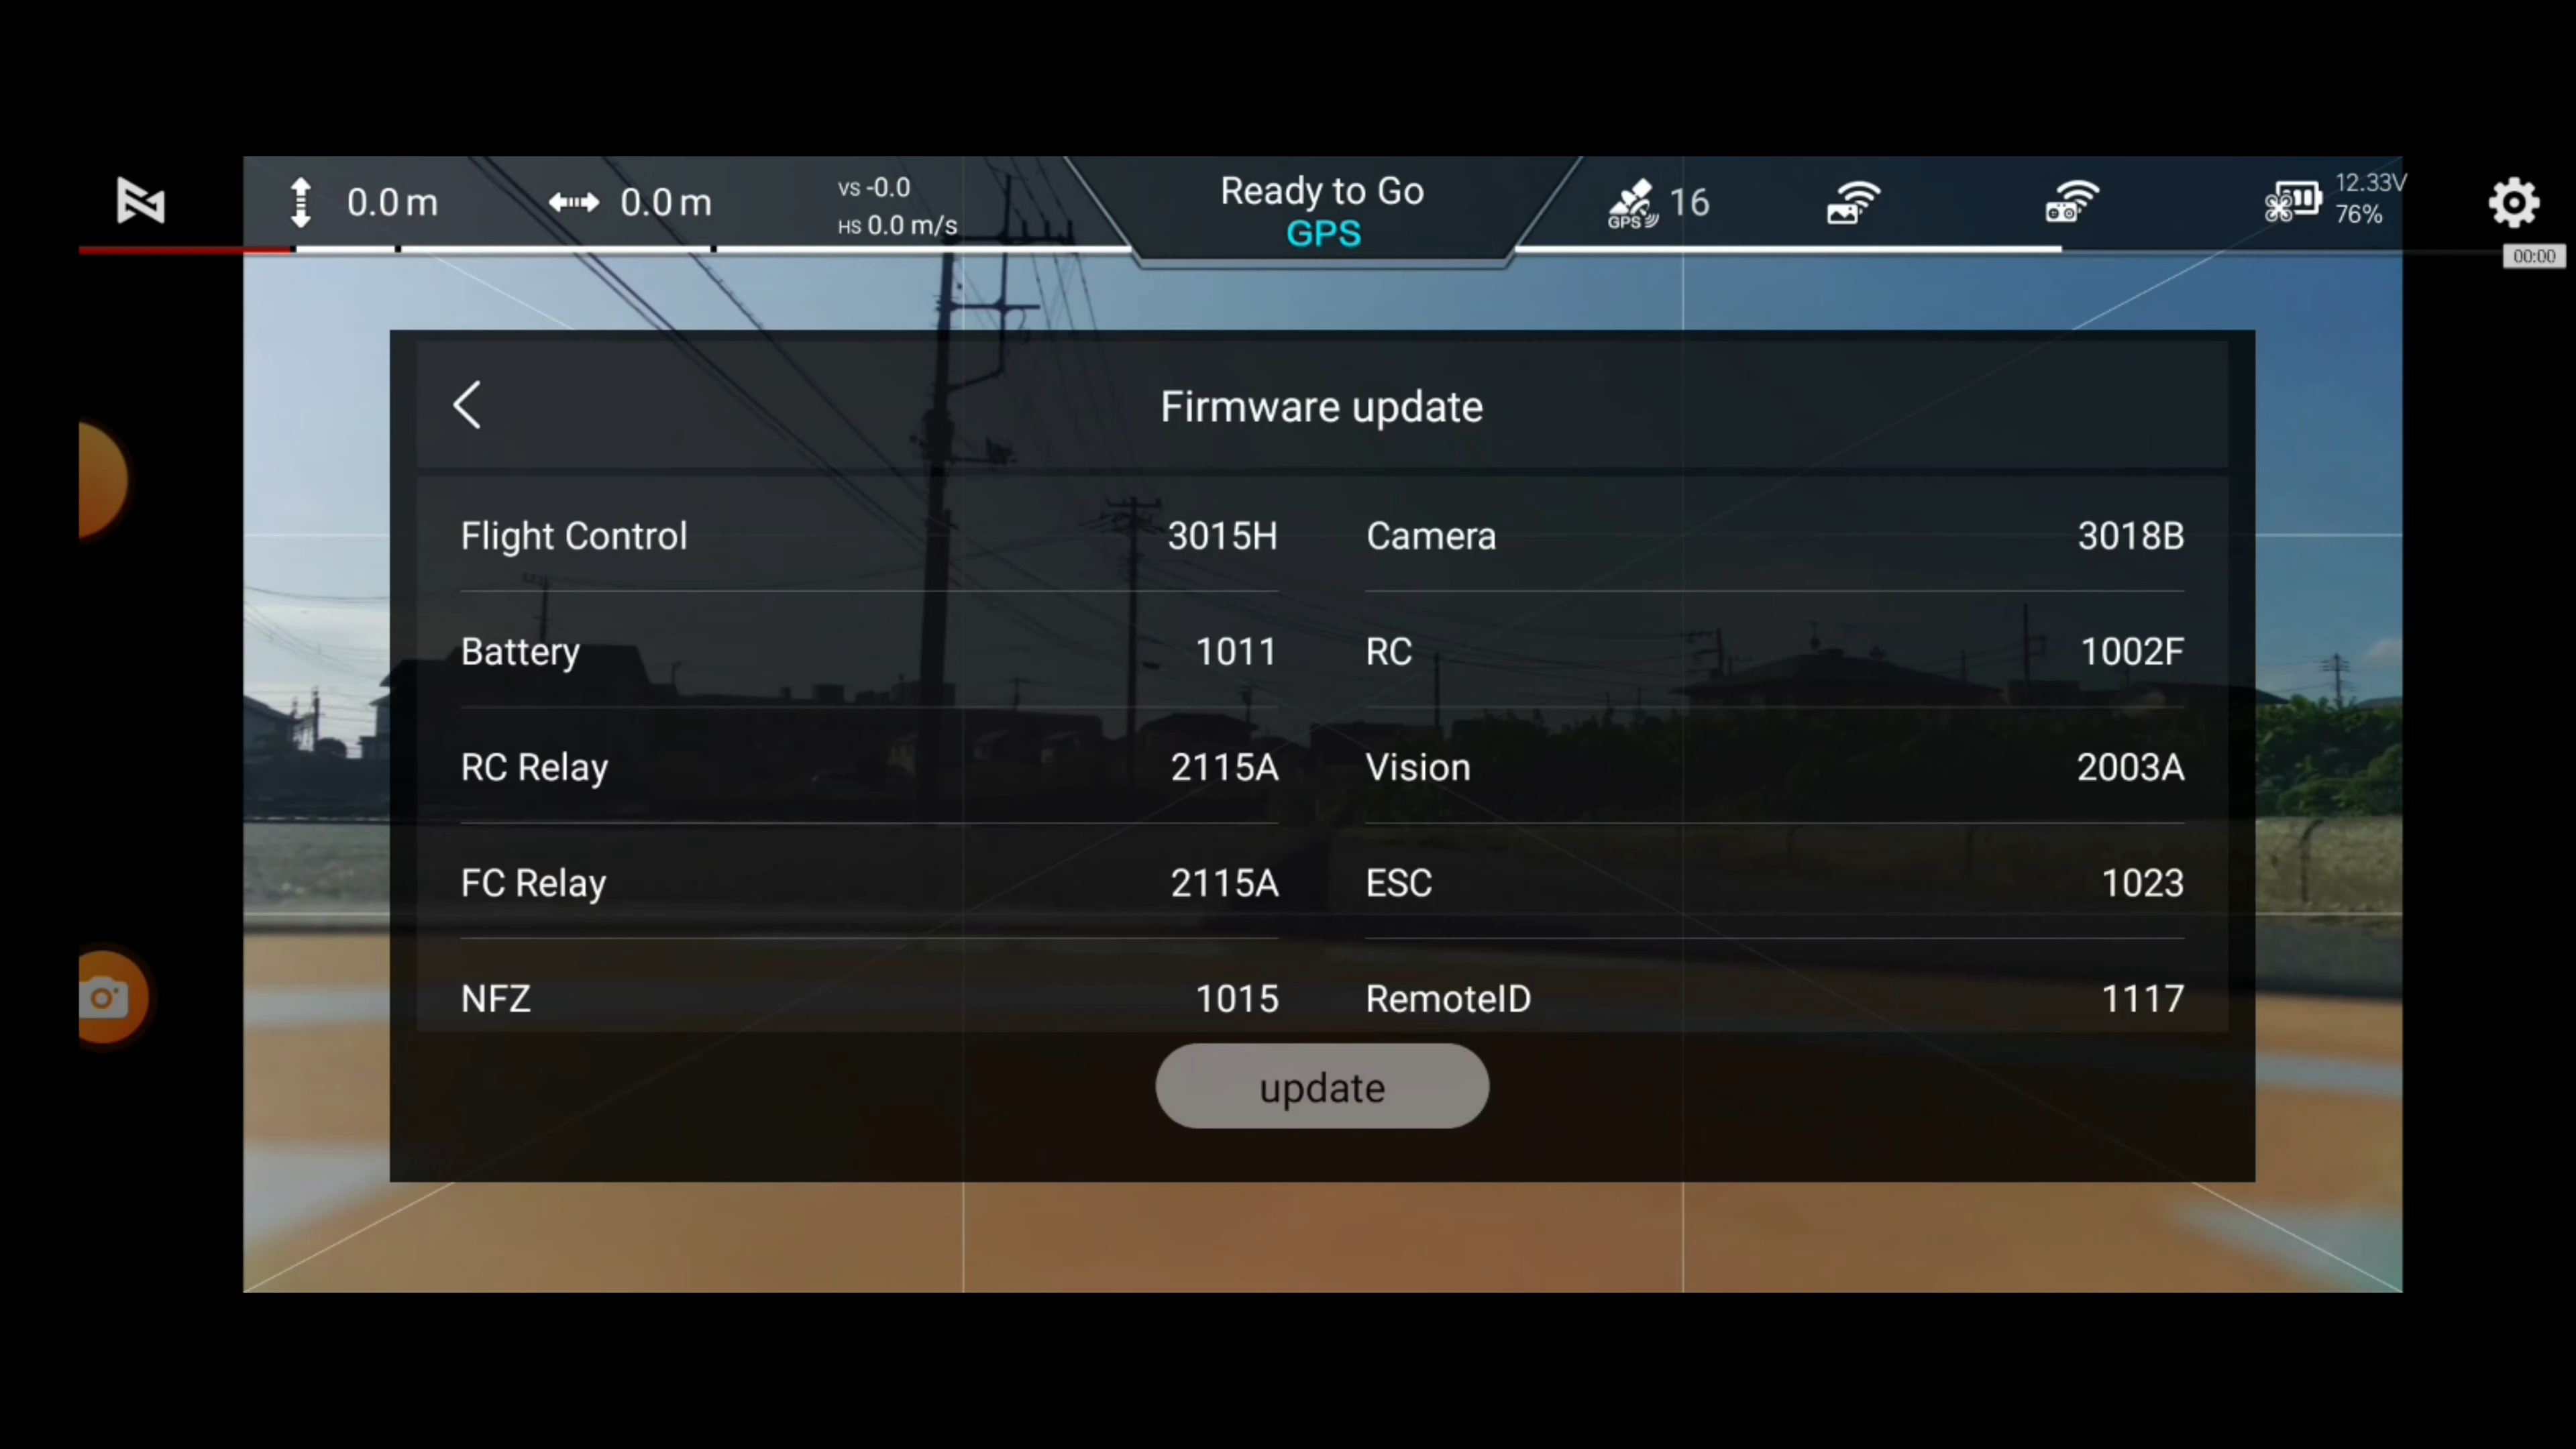 0.0 m
0.0 m
VS -0.0
HS 0.0 m/s
Ready to Go
GPS
GPS
16
12.33V
76%
00:00
Firmware update
Flight Control 3015H
Camera 3018B
Battery 1011
RC 1002F
RC Relay 2115A
Vision 2003A
FC Relay 2115A
ESC 1023
NFZ 1015
RemoteID 1117
update